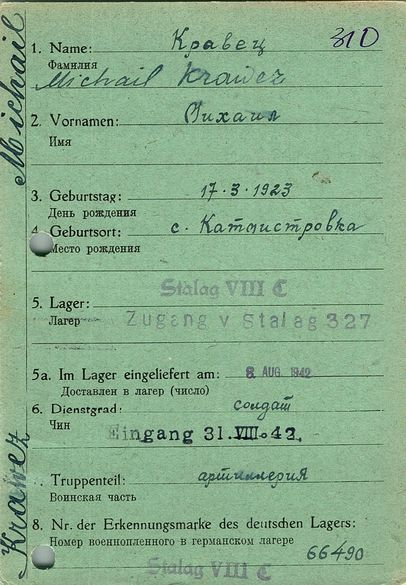 Michail
1. Name: Кравец 310
Фамилия
Michail Krawez
2. Vornamen: Михаил
Имя
3. Geburtstag: 17·3·1923
День рождения
4. Geburtsort: с.
Место рождения
Stalag VIII C
5. Lager:
Лагерь Zugang v Stalag 327
5a. Im Lager eingeliefert am: 8 AUG. 1942
Доставлен в лагерь (число)
6. Dienstgrad: солдат
Чин
Eingang 31.VIII.42.
Krawez
. Truppenteil: артиллерия
Воинская часть
8. Nr. der Erkennungsmarke des deutschen Lagers:
Номер военнопленного в германском лагере 66490
Stalag VIII C